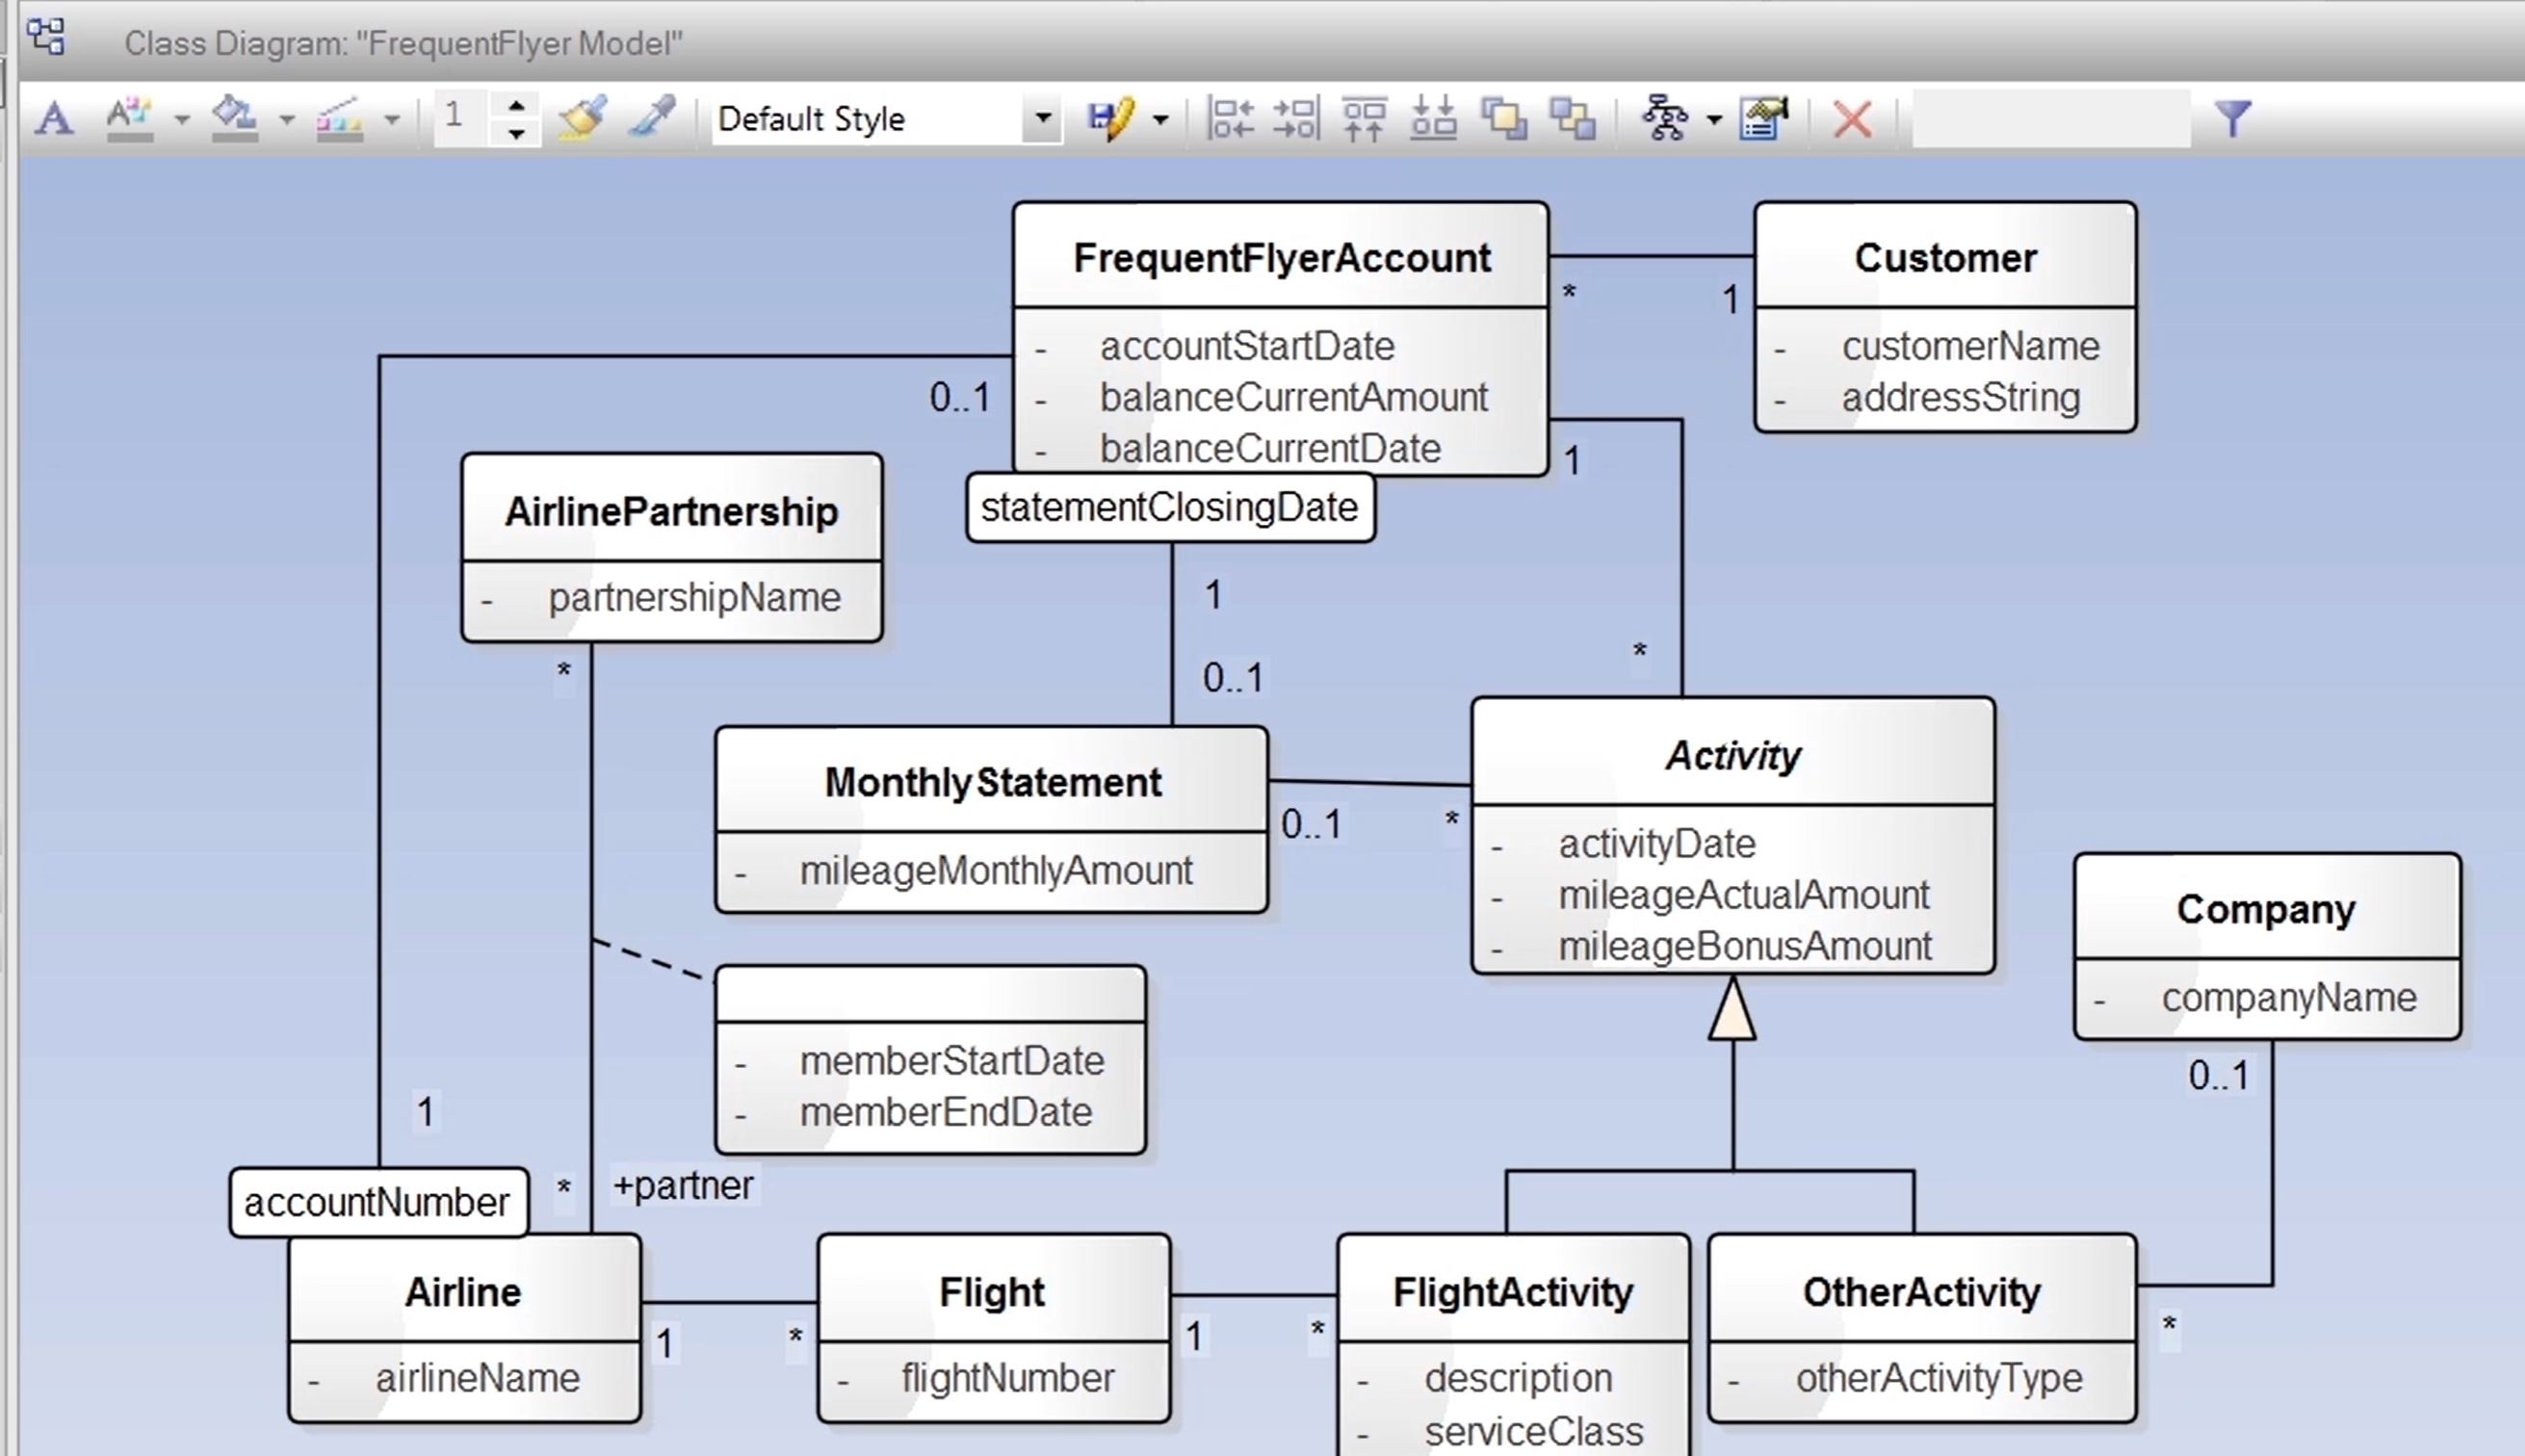 Class Diagram: "FrequentFlyer Model"
A
1
Default Style
FrequentFlyerAccount
- accountStartDate
- balanceCurrentAmount
- balanceCurrentDate
statementClosingDate
*
1
Customer
- customerName
- addressString
0..1
1
AirlinePartnership
- partnershipName
*
1
0..1
*
MonthlyStatement
- mileageMonthlyAmount
0..1
*
Activity
- activityDate
- mileageActualAmount
- mileageBonusAmount
Company
- companyName
0..1
- memberStartDate
- memberEndDate
1
accountNumber
*
+partner
Airline
- airlineName
1
*
Flight
- flightNumber
1
*
FlightActivity
- description
- serviceClass
OtherActivity
- otherActivityType
*